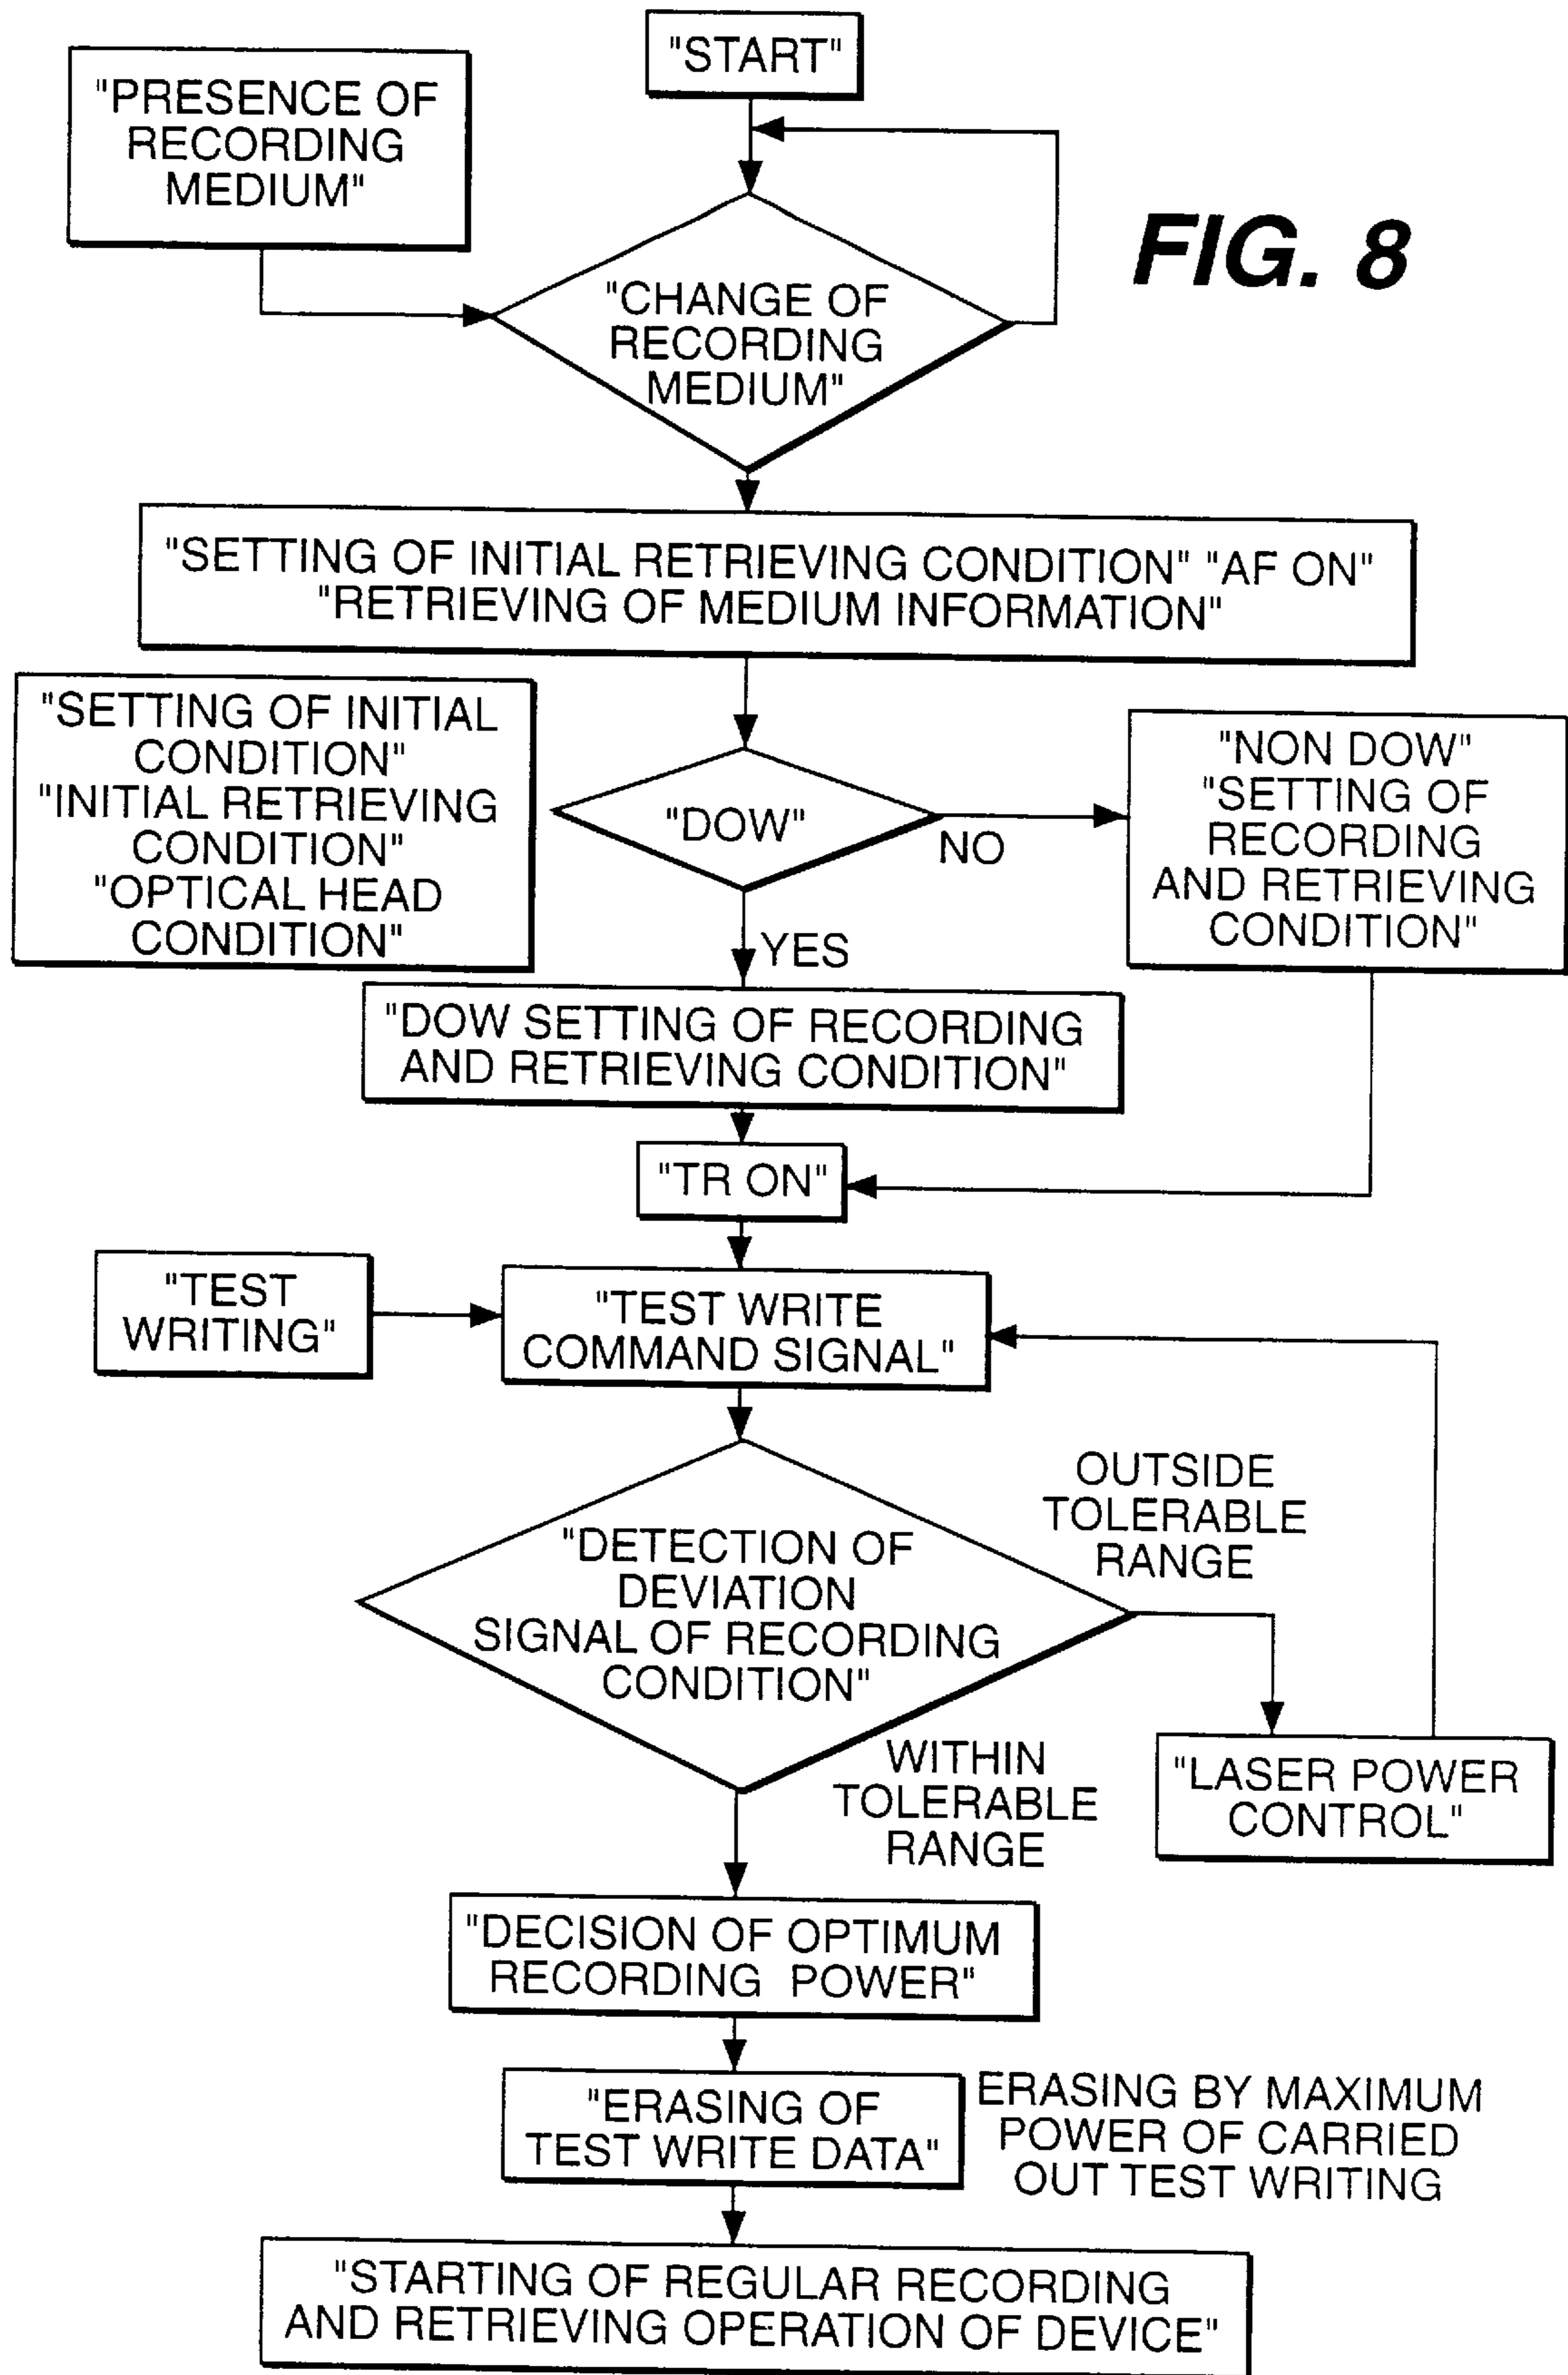 "START"
"PRESENCE OF
RECORDING
MEDIUM"
FIG. 8
"CHANGE OF
RECORDING
MEDIUM"
"SETTING OF INITIAL RETRIEVING CONDITION" "AF ON"
"RETRIEVING OF MEDIUM INFORMATION"
"SETTING OF INITIAL
CONDITION"
"INITIAL RETRIEVING
CONDITION"
"OPTICAL HEAD
CONDITION"
"DOW"
NO
"NON DOW"
"SETTING OF
RECORDING
AND RETRIEVING
CONDITION"
YES
"DOW SETTING OF RECORDING
AND RETRIEVING CONDITION"
"TR ON"
"TEST
WRITING"
"TEST WRITE
COMMAND SIGNAL"
OUTSIDE
TOLERABLE
RANGE
"DETECTION OF
DEVIATION
SIGNAL OF RECORDING
CONDITION"
WITHIN
TOLERABLE
RANGE
"LASER POWER
CONTROL"
"DECISION OF OPTIMUM
RECORDING POWER"
"ERASING OF
TEST WRITE DATA"
ERASING BY MAXIMUM
POWER OF CARRIED
OUT TEST WRITING
"STARTING OF REGULAR RECORDING
AND RETRIEVING OPERATION OF DEVICE"